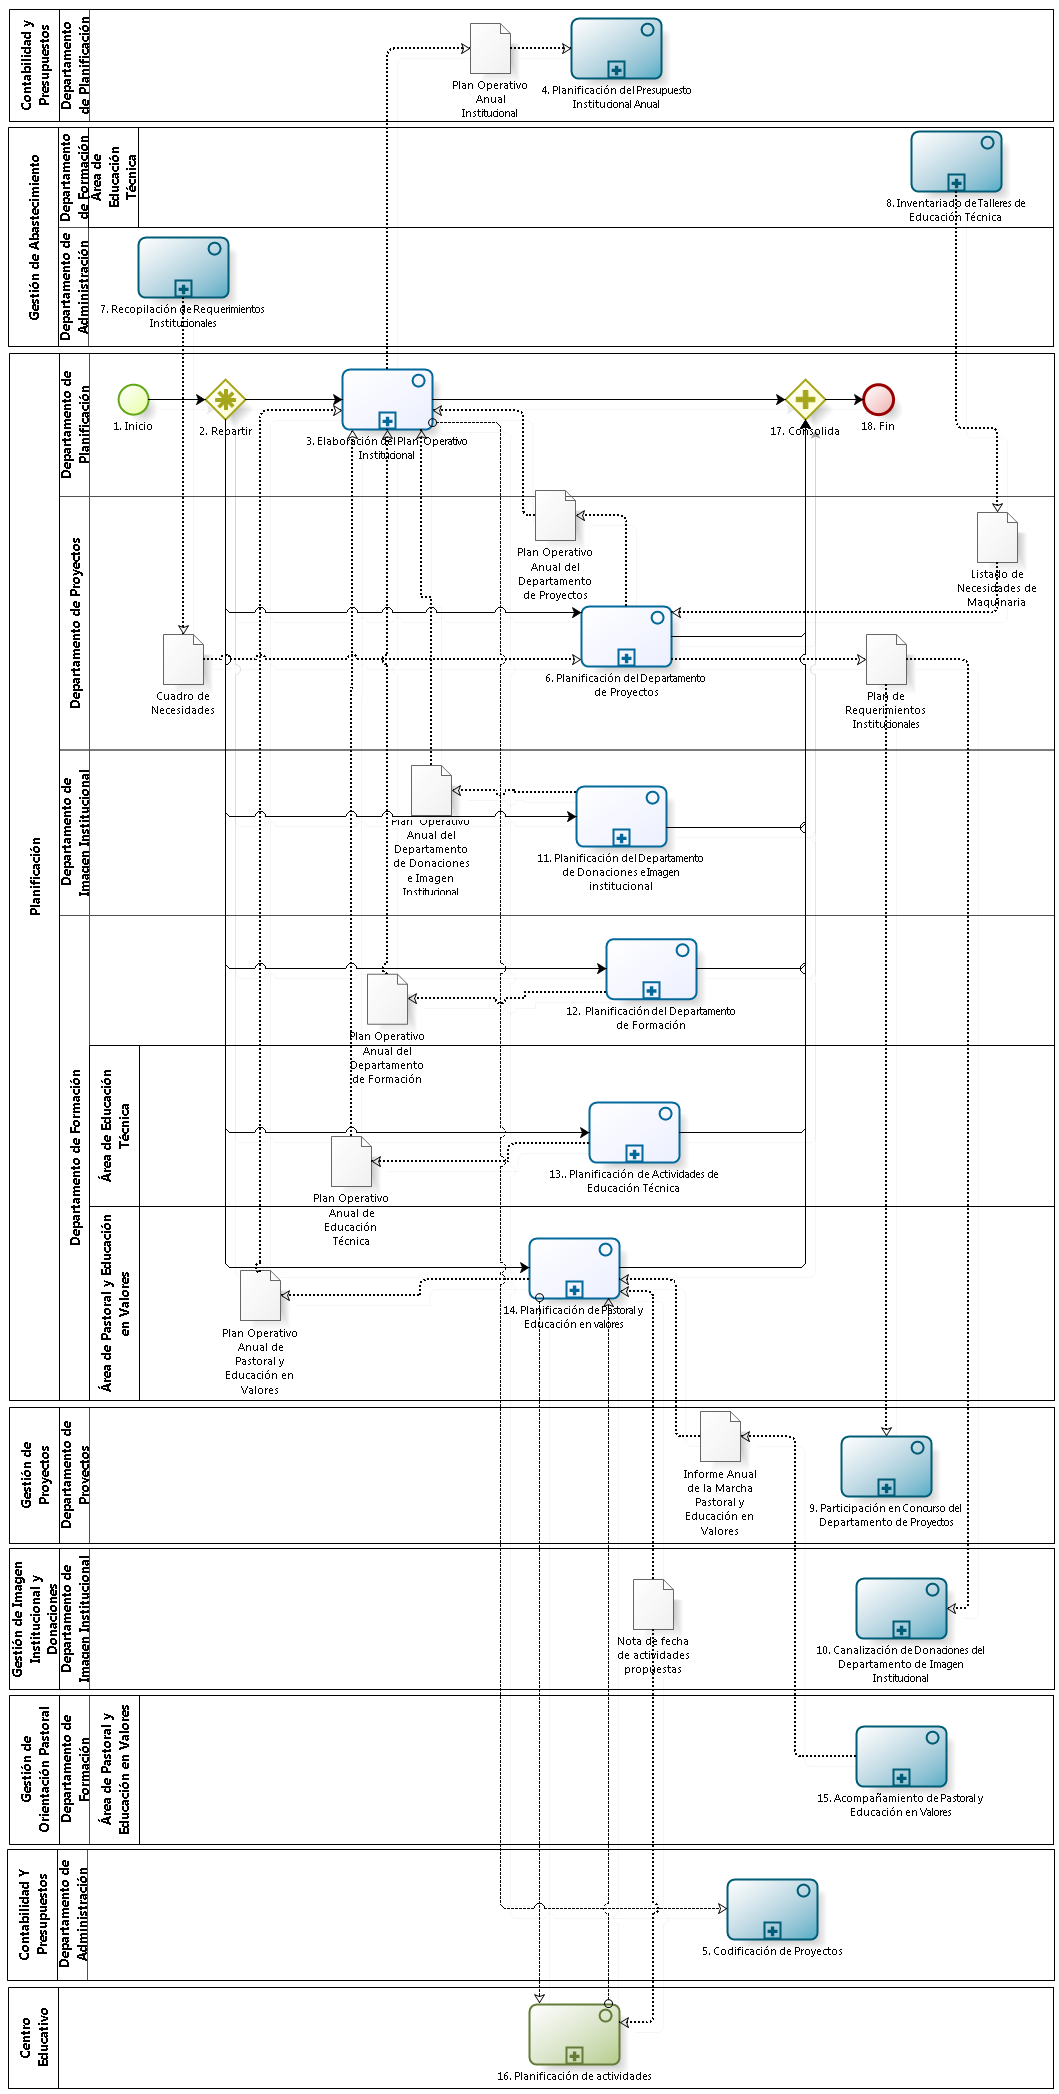 Contabilidad y
Presupuestos
Departamento
de Planificación
Plan Operativo
Anual
Institucional
4. Planificación del Presupuesto
Institucional Anual
Gestión de Abastecimiento
Departamento
de Formación
Área de
Educación
Técnica
8. Inventariado de Talleres de
Educación Técnica
Departamento de
Administración
7. Recopilación de Requerimientos
Institucionales
Planificación
Departamento de
Planificación
1. Inicio
2. Repartir
3. Elaboración del Plan Operativo
Institucional
17. Consolida
18. Fin
Departamento de Proyectos
Plan Operativo
Anual del
Departamento
de Proyectos
Listado de
Necesidades de
Maquinaria
Cuadro de
Necesidades
6. Planificación del Departamento
de Proyectos
Plan de
Requerimientos
Institucionales
Departamento de
Imagen Institucional
Plan Operativo
Anual del
Departamento
de Donaciones
e Imagen
Institucional
11. Planificación del Departamento
de Donaciones e Imagen
institucional
Departamento de Formación
12. Planificación del Departamento
de Formación
Plan Operativo
Anual del
Departamento
de Formación
Área de Educación
Técnica
13.. Planificación de Actividades de
Educación Técnica
Plan Operativo
Anual de
Educación
Técnica
Área de Pastoral y Educación
en Valores
14. Planificación de Pastoral y
Educación en valores
Plan Operativo
Anual de
Pastoral y
Educación en
Valores
Gestión de
Proyectos
Departamento de
Proyectos
Informe Anual
de la Marcha
Pastoral y
Educación en
Valores
9. Participación en Concurso del
Departamento de Proyectos
Gestión de Imagen
Institucional y
Donaciones
Departamento de
Imagen Institucional
Nota de fecha
de actividades
propuestas
10. Canalización de Donaciones del
Departamento de Imagen
Institucional
Gestión de
Orientación Pastoral
Departamento de
Formación
Área de Pastoral y
Educación en Valores
15. Acompañamiento de Pastoral y
Educación en Valores
Contabilidad Y
Presupuestos
Departamento de
Administración
5. Codificación de Proyectos
Centro
Educativo
16. Planificación de actividades